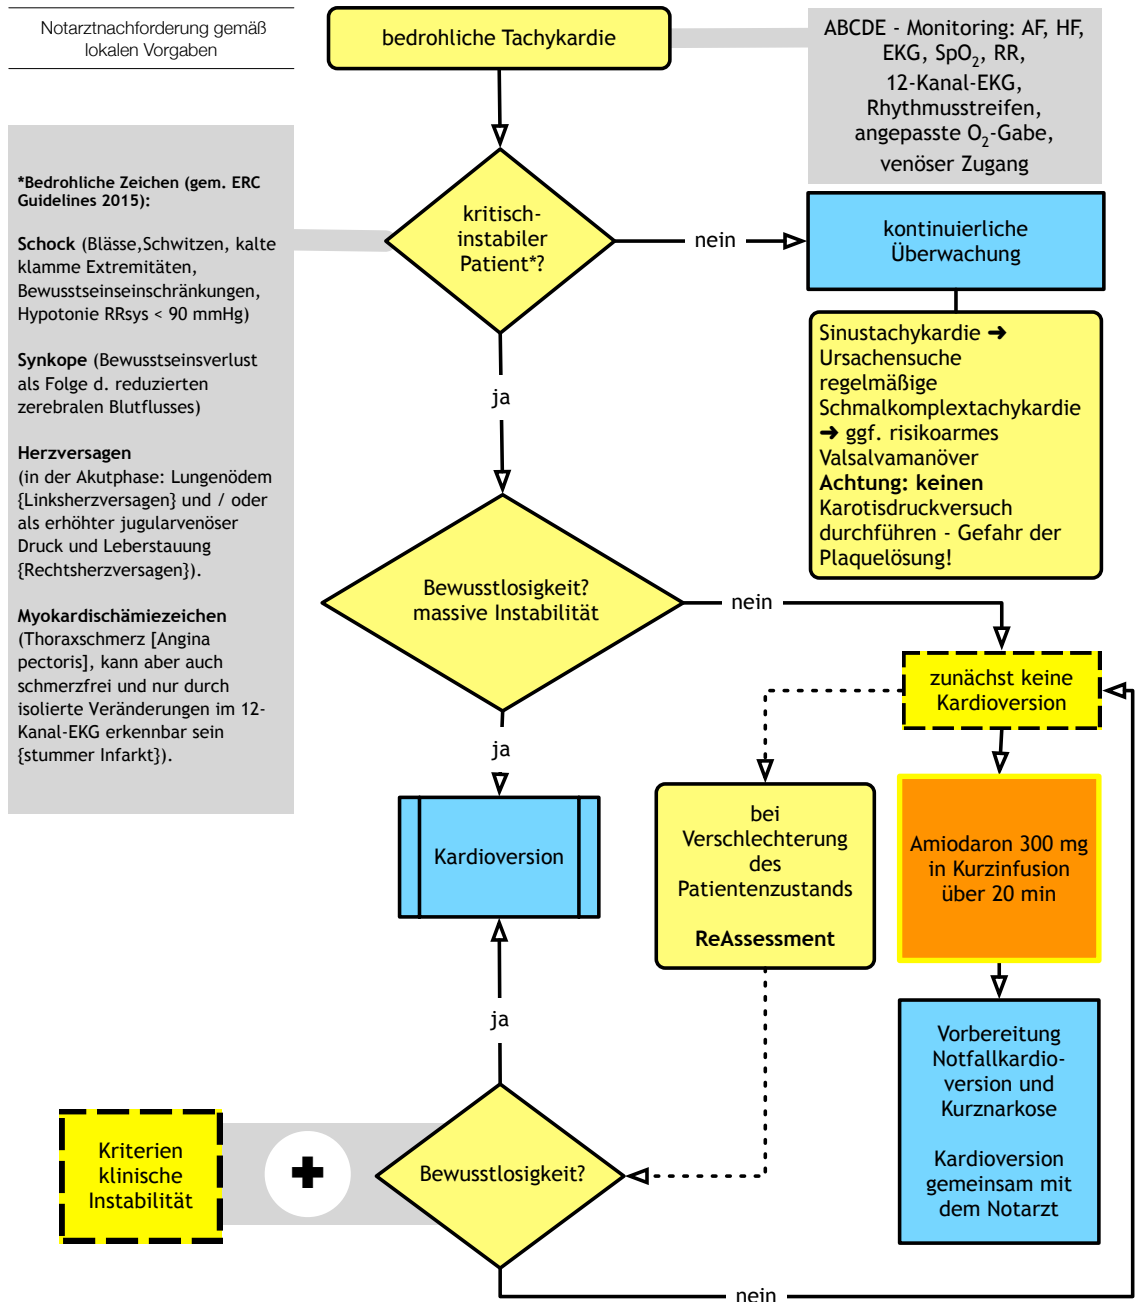 Notarztnachforderung gemäß
lokalen Vorgaben
bedrohliche Tachykardie
ABCDE - Monitoring: AF, HF,
EKG, SpO₂, RR,
12-Kanal-EKG,
Rhythmusstreifen,
angepasste O₂-Gabe,
venöser Zugang
*Bedrohliche Zeichen (gem. ERC
Guidelines 2015):
Schock (Blässe,Schwitzen, kalte
klamme Extremitäten,
Bewusstseinseinschränkungen,
Hypotonie RRsys < 90 mmHg)
Synkope (Bewusstseinsverlust
als Folge d. reduzierten
zerebralen Blutflusses)
Herzversagen
(in der Akutphase: Lungenödem
{Linksherzversagen} und / oder
als erhöhter jugularvenöser
Druck und Leberstauung
{Rechtsherzversagen}).
Myokardischämiezeichen
(Thoraxschmerz [Angina
pectoris], kann aber auch
schmerzfrei und nur durch
isolierte Veränderungen im 12-
Kanal-EKG erkennbar sein
{stummer Infarkt}).
kritisch-
instabiler
Patient*?
nein
kontinuierliche
Überwachung
Sinustachykardie ➜
Ursachensuche
regelmäßige
Schmalkomplextachykardie
➜ ggf. risikoarmes
Valsalvamanöver
Achtung: keinen
Karotisdruckversuch
durchführen - Gefahr der
Plaquelösung!
ja
Bewusstlosigkeit?
massive Instabilität
nein
zunächst keine
Kardioversion
ja
Kardioversion
bei
Verschlechterung
des
Patientenzustands
ReAssessment
Amiodaron 300 mg
in Kurzinfusion
über 20 min
ja
Vorbereitung
Notfallkardio-
version und
Kurznarkose
Kardioversion
gemeinsam mit
dem Notarzt
Kriterien
klinische
Instabilität
✚
Bewusstlosigkeit?
nein